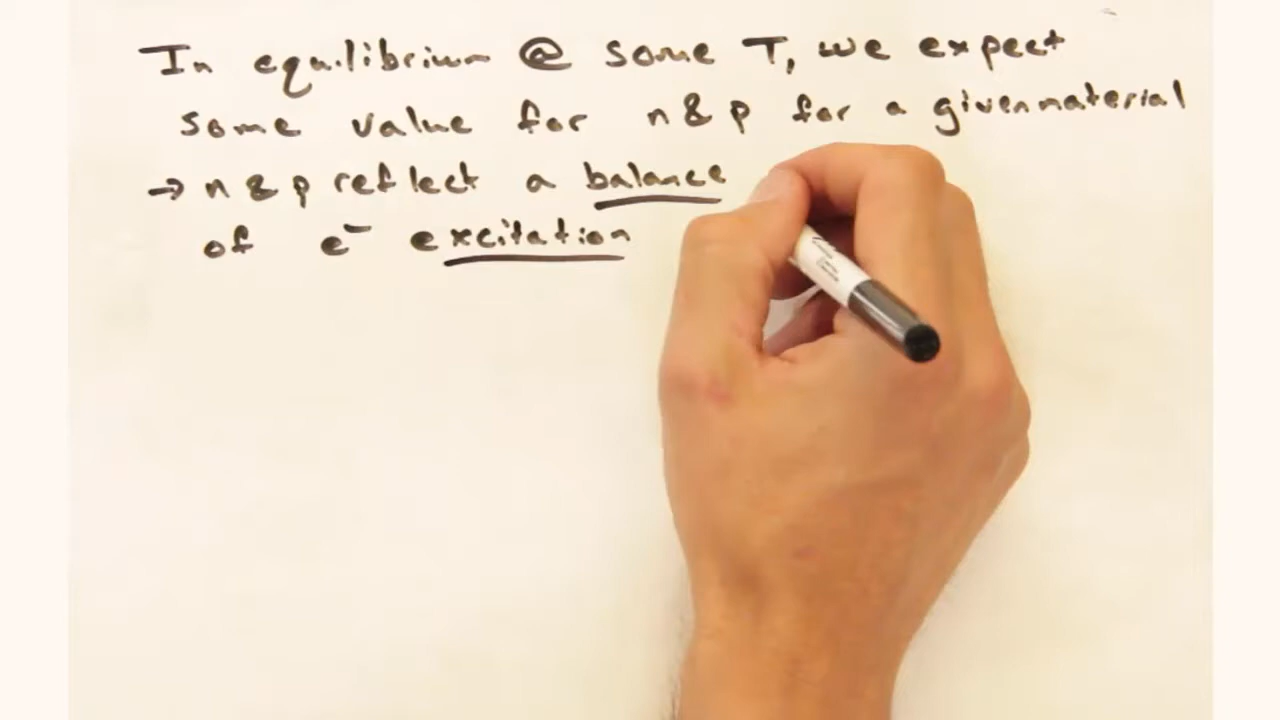 In equilibrium @ some T, we expect
some value for n & p for a given material
→ n & p reflect a balance
of e⁻ excitation